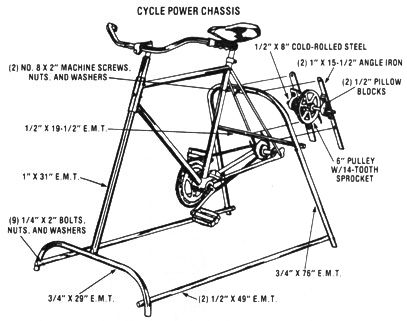 CYCLE POWER CHASSIS
1/2" X 8" COLD-ROLLED STEEL
(2) NO. 8 X 2" MACHINE SCREWS,
NUTS, AND WASHERS
(2) 1" X 15-1/2" ANGLE IRON
(2) 1/2" PILLOW
BLOCKS
1/2" X 19-1/2" E.M.T.
6" PULLEY
W/14-TOOTH
SPROCKET
1" X 31" E.M.T.
(9) 1/4" X 2" BOLTS,
NUTS, AND WASHERS
3/4" X 76" E.M.T.
3/4" X 29" E.M.T.
(2) 1/2" X 49" E.M.T.